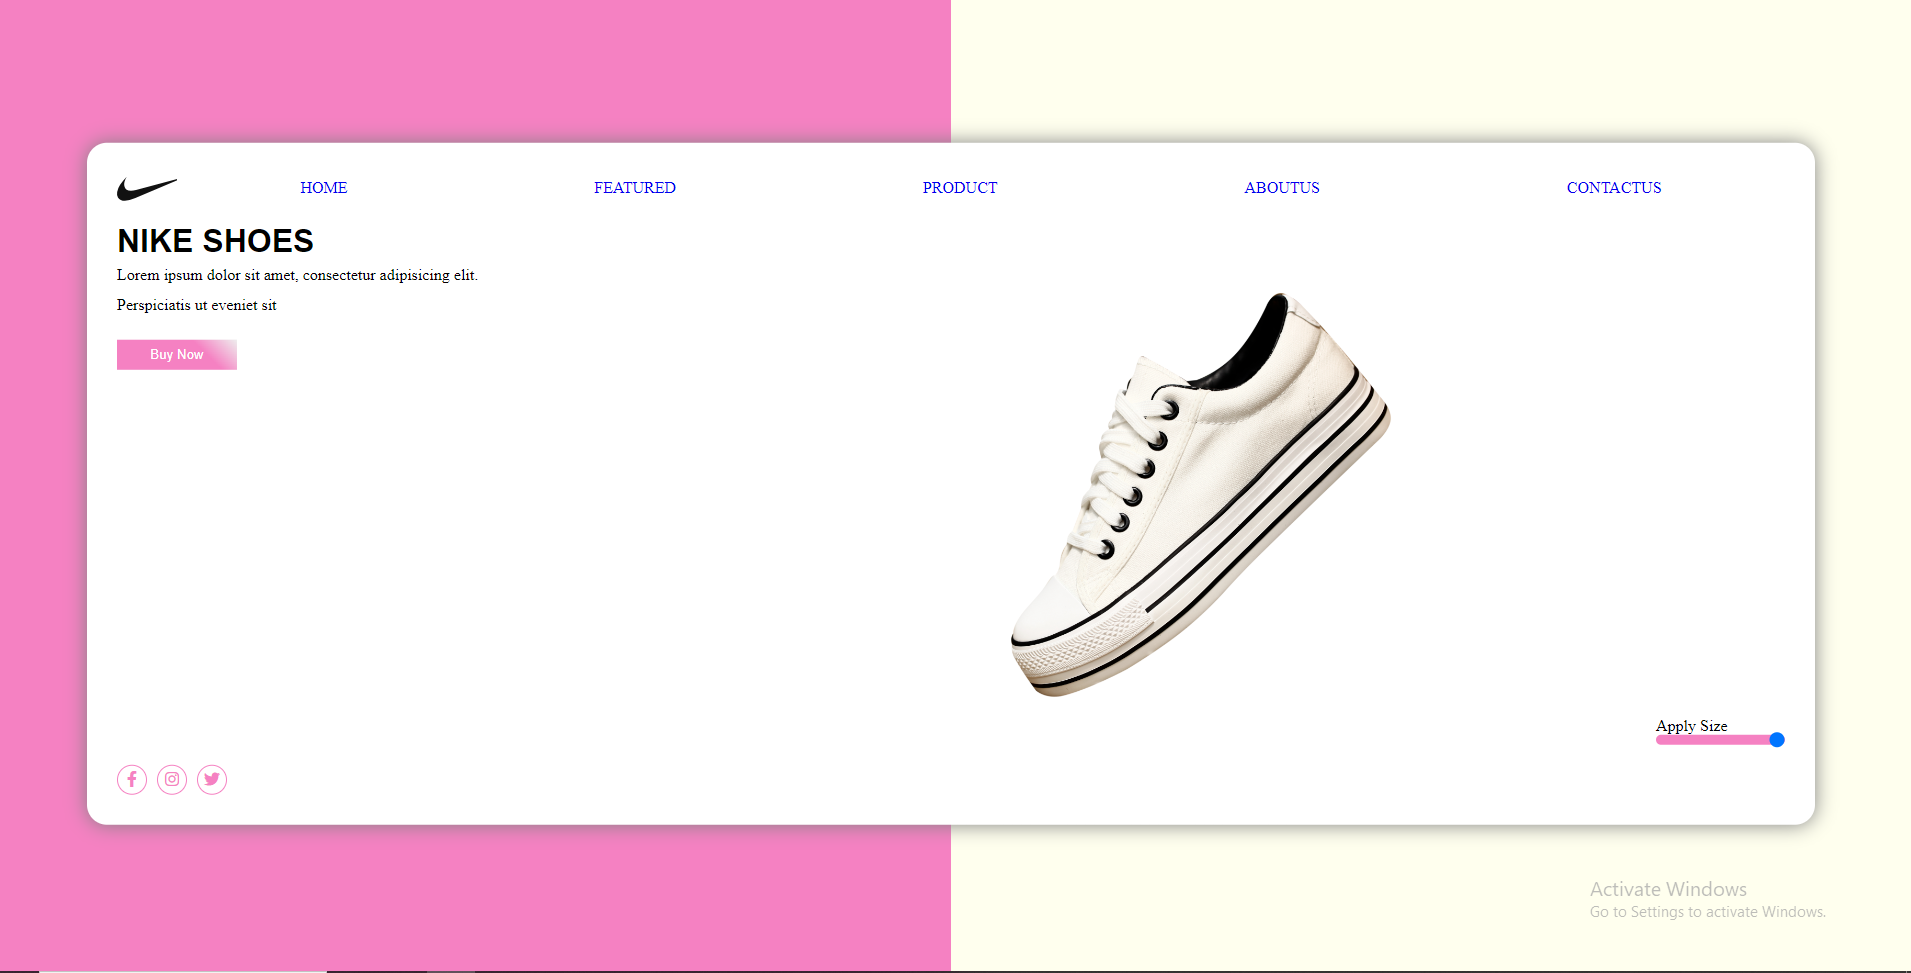 HOME FEATURED PRODUCT ABOUTUS CONTACTUS
NIKE SHOES
Lorem ipsum dolor sit amet, consectetur adipisicing elit.
Perspiciatis ut eveniet sit
Buy Now
Apply Size
Activate Windows
Go to Settings to activate Windows.